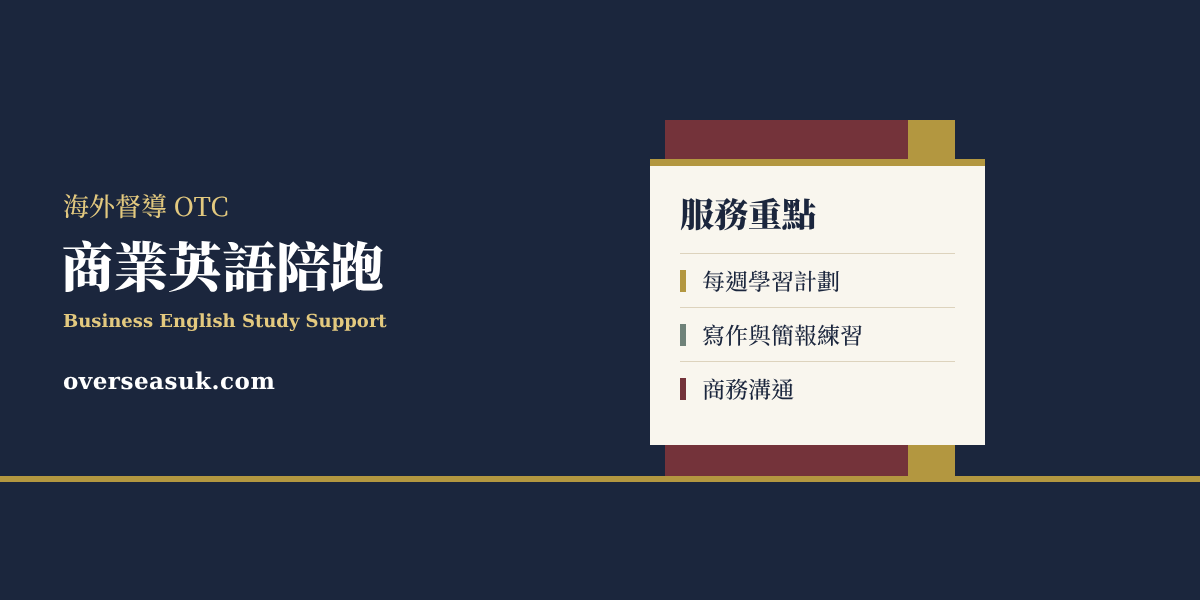 海外督導 OTC
商業英語陪跑
Business English Study Support
overseasuk.com
服務重點
每週學習計劃
寫作與簡報練習
商務溝通